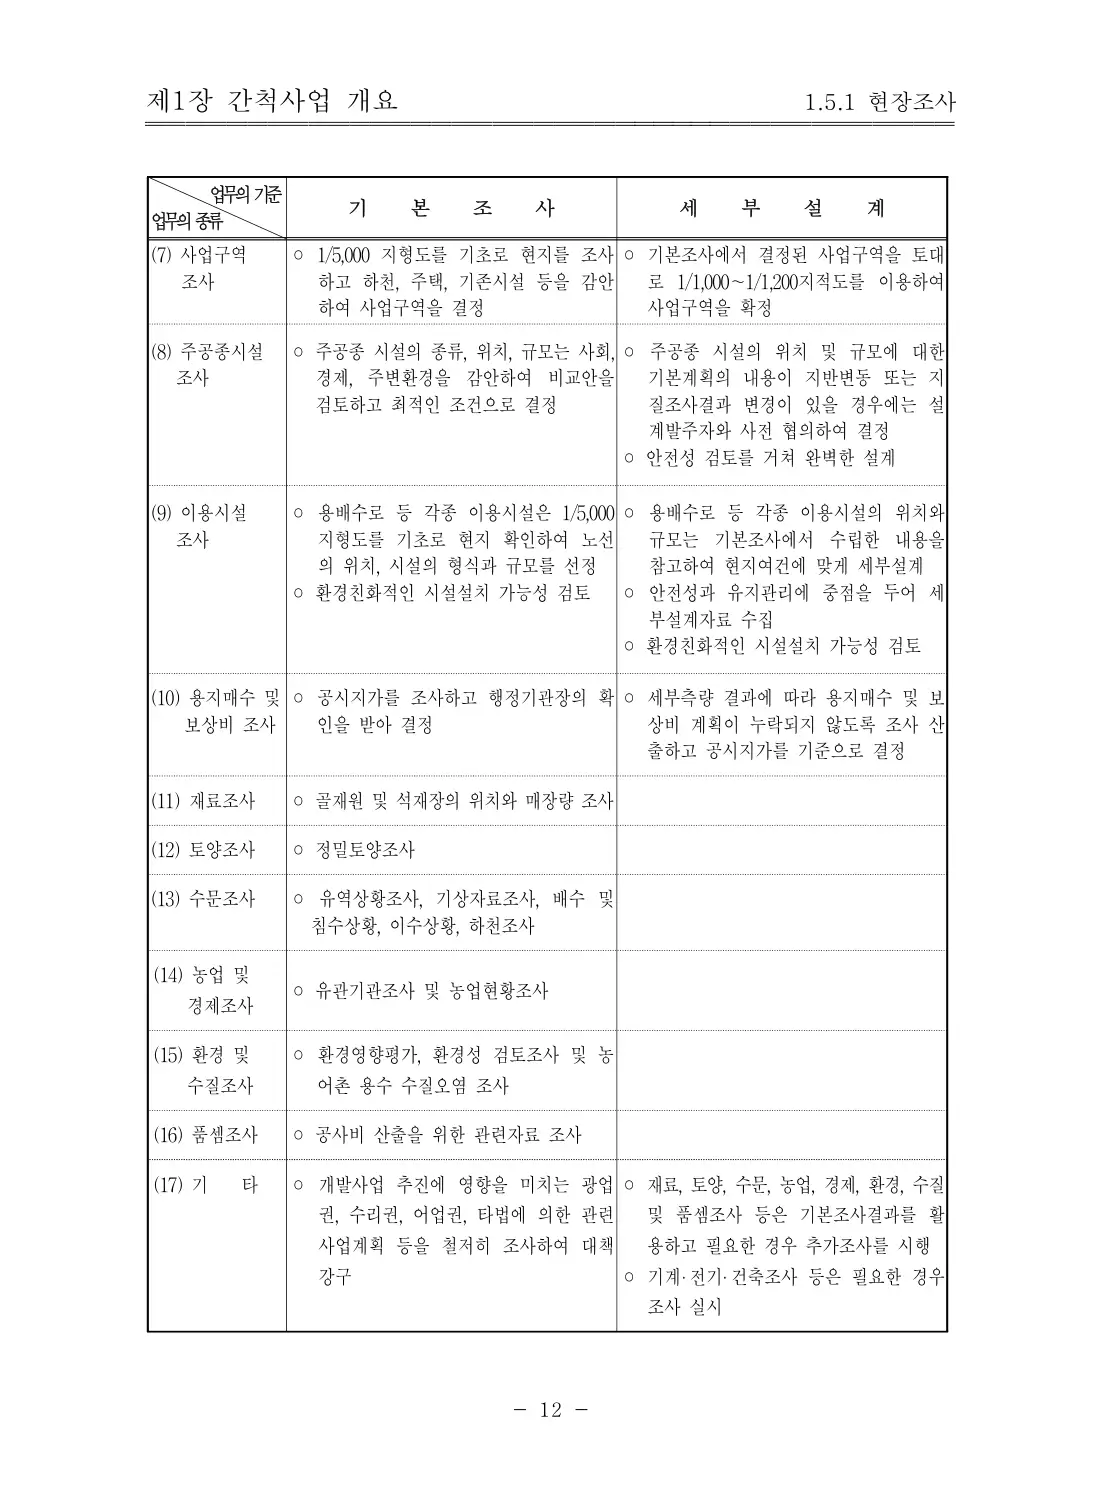 제1장 간척사업 개요
1.5.1 현장조사
업무의 기준
업무의 종류
기 본 조 사
세 부 설 계
(7) 사업구역
조사
○ 1/5,000 지형도를 기초로 현지를 조사
하고 하천, 주택, 기존시설 등을 감안
하여 사업구역을 결정
○ 기본조사에서 결정된 사업구역을 토대
로 1/1,000~1/1,200지적도를 이용하여
사업구역을 확정
(8) 주공종시설
조사
○ 주공종 시설의 종류, 위치, 규모는 사회,
경제, 주변환경을 감안하여 비교안을
검토하고 최적인 조건으로 결정
○ 주공종 시설의 위치 및 규모에 대한
기본계획의 내용이 지반변동 또는 지
질조사결과 변경이 있을 경우에는 설
계발주자와 사전 협의하여 결정
○ 안전성 검토를 거쳐 완벽한 설계
(9) 이용시설
조사
○ 용배수로 등 각종 이용시설은 1/5,000
지형도를 기초로 현지 확인하여 노선
의 위치, 시설의 형식과 규모를 선정
○ 환경친화적인 시설설치 가능성 검토
○ 용배수로 등 각종 이용시설의 위치와
규모는 기본조사에서 수립한 내용을
참고하여 현지여건에 맞게 세부설계
○ 안전성과 유지관리에 중점을 두어 세
부설계자료 수집
○ 환경친화적인 시설설치 가능성 검토
(10) 용지매수 및
보상비 조사
○ 공시지가를 조사하고 행정기관장의 확
인을 받아 결정
○ 세부측량 결과에 따라 용지매수 및 보
상비 계획이 누락되지 않도록 조사 산
출하고 공시지가를 기준으로 결정
(11) 재료조사
○ 골재원 및 석재장의 위치와 매장량 조사
(12) 토양조사
○ 정밀토양조사
(13) 수문조사
○ 유역상황조사, 기상자료조사, 배수 및
침수상황, 이수상황, 하천조사
(14) 농업 및
경제조사
○ 유관기관조사 및 농업현황조사
(15) 환경 및
수질조사
○ 환경영향평가, 환경성 검토조사 및 농
어촌 용수 수질오염 조사
(16) 품셈조사
○ 공사비 산출을 위한 관련자료 조사
(17) 기 타
○ 개발사업 추진에 영향을 미치는 광업
권, 수리권, 어업권, 타법에 의한 관련
사업계획 등을 철저히 조사하여 대책
강구
○ 재료, 토양, 수문, 농업, 경제, 환경, 수질
및 품셈조사 등은 기본조사결과를 활
용하고 필요한 경우 추가조사를 시행
○ 기계·전기·건축조사 등은 필요한 경우
조사 실시
- 12 -